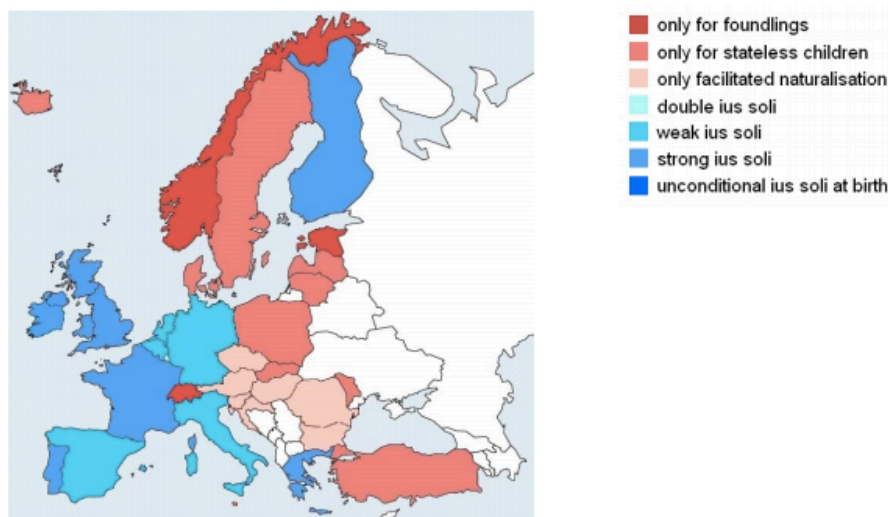 only for foundlings
only for stateless children
only facilitated naturalisation
double ius soli
weak ius soli
strong ius soli
unconditional ius soli at birth